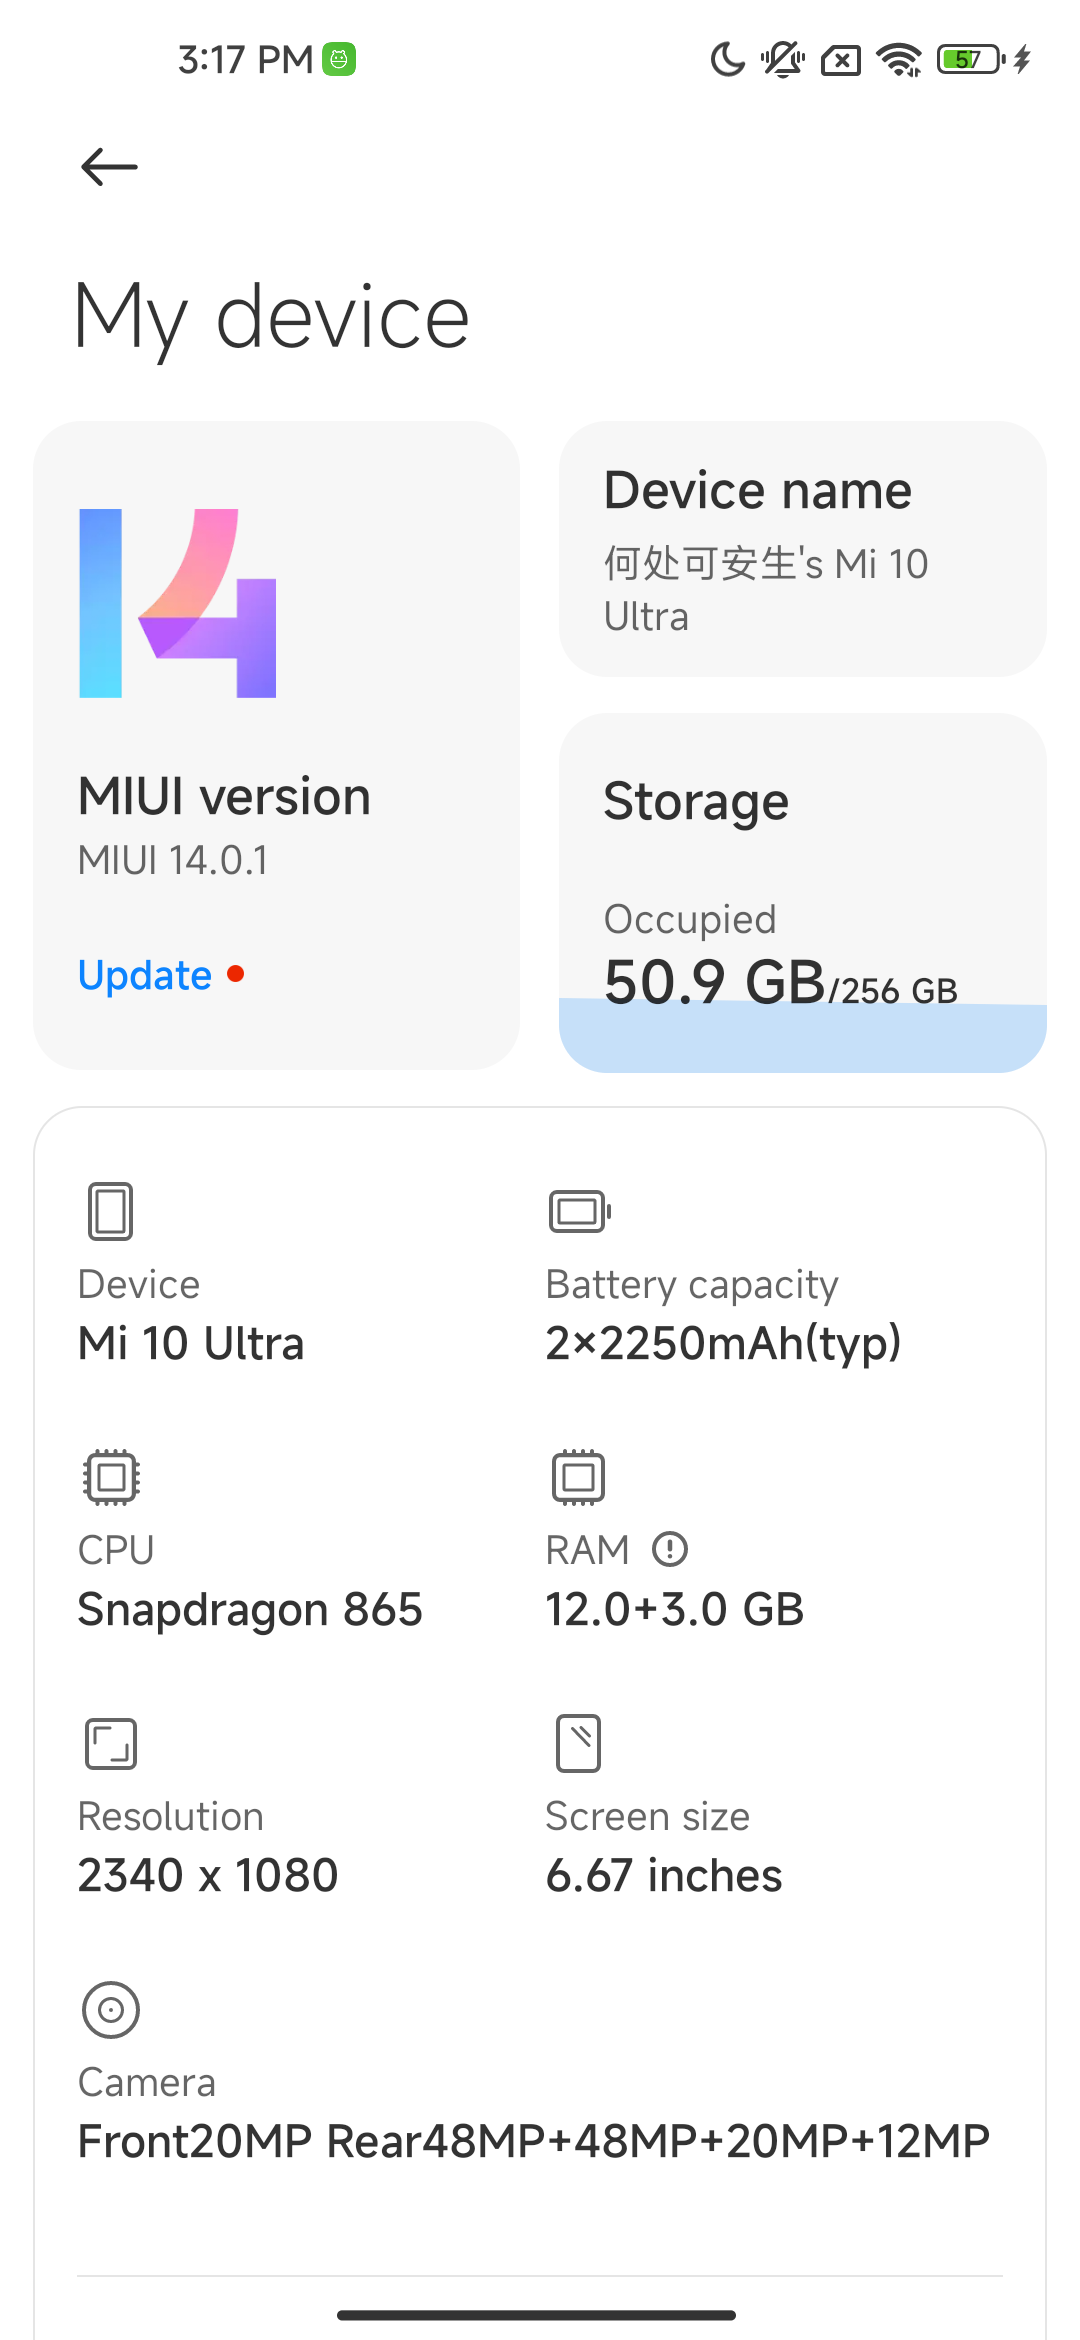 3:17 PM
57
My device
14
MIUI version
MIUI 14.0.1
Update
Device name
何处可安生's Mi 10
Ultra
Storage
Occupied
50.9 GB/256 GB
Device
Mi 10 Ultra
Battery capacity
2×2250mAh(typ)
CPU
Snapdragon 865
RAM
12.0+3.0 GB
Resolution
2340 x 1080
Screen size
6.67 inches
Camera
Front20MP Rear48MP+48MP+20MP+12MP